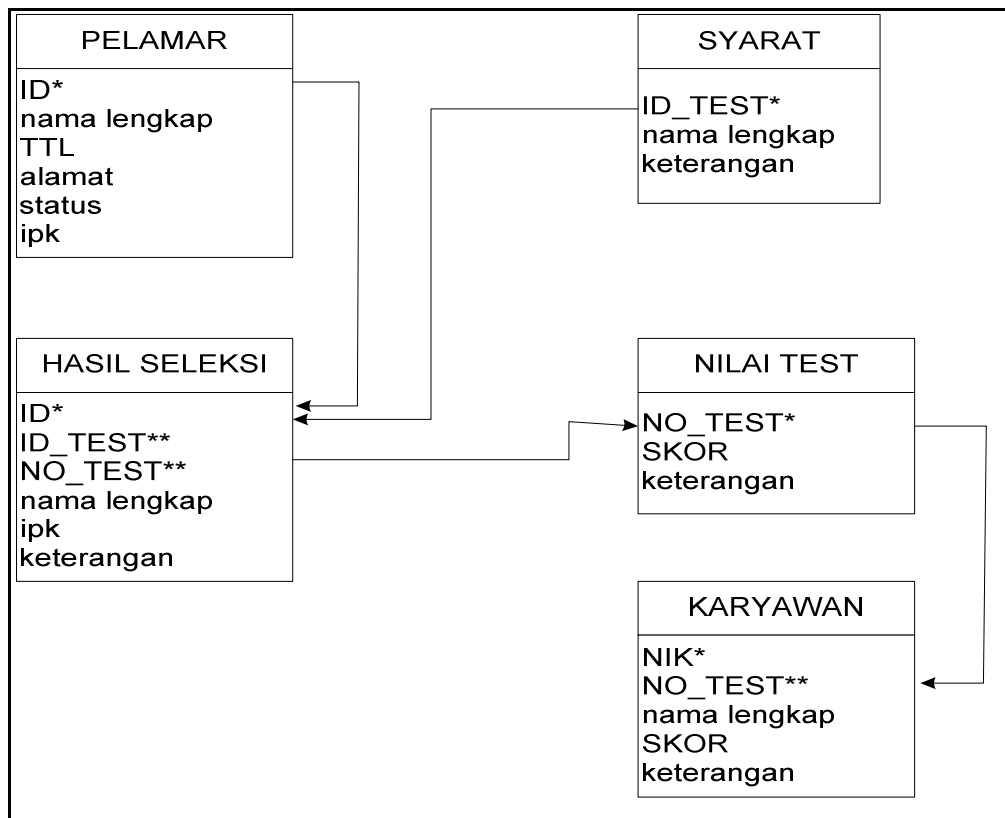 PELAMAR
ID*
nama lengkap
TTL
alamat
status
ipk
SYARAT
ID_TEST*
nama lengkap
keterangan
HASIL SELEKSI
ID*
ID_TEST**
NO_TEST**
nama lengkap
ipk
keterangan
NILAI TEST
NO_TEST*
SKOR
keterangan
KARYAWAN
NIK*
NO_TEST**
nama lengkap
SKOR
keterangan